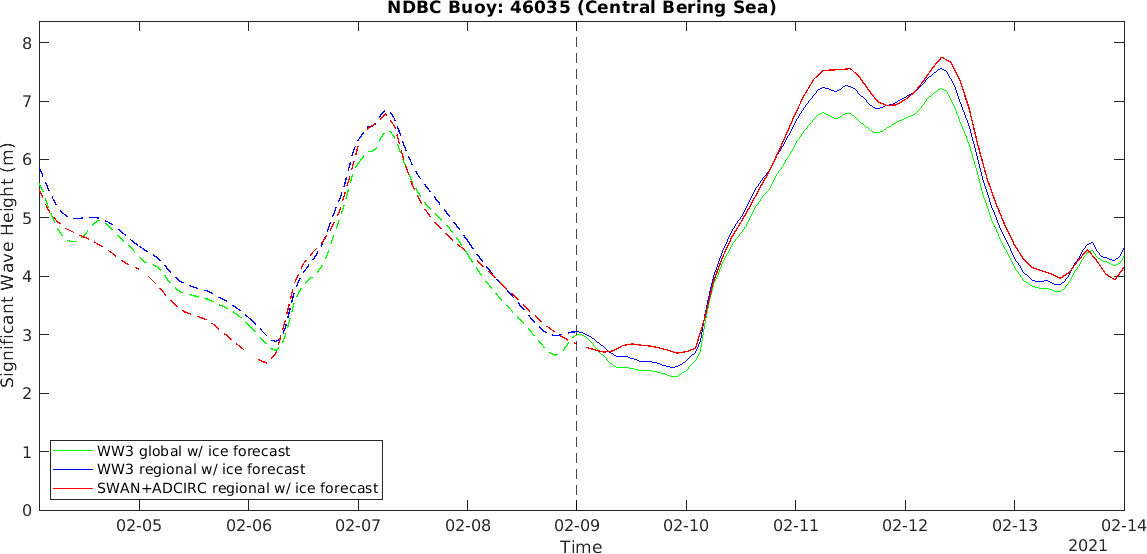 NDBC Buoy: 46035 (Central Bering Sea)
Significant Wave Height (m)
8
7
6
5
4
3
2
1
0
WW3 global w/ ice forecast
WW3 regional w/ ice forecast
SWAN+ADCIRC regional w/ ice forecast
02-05 02-06 02-07 02-08 02-09 02-10 02-11 02-12 02-13 02-14
Time
2021